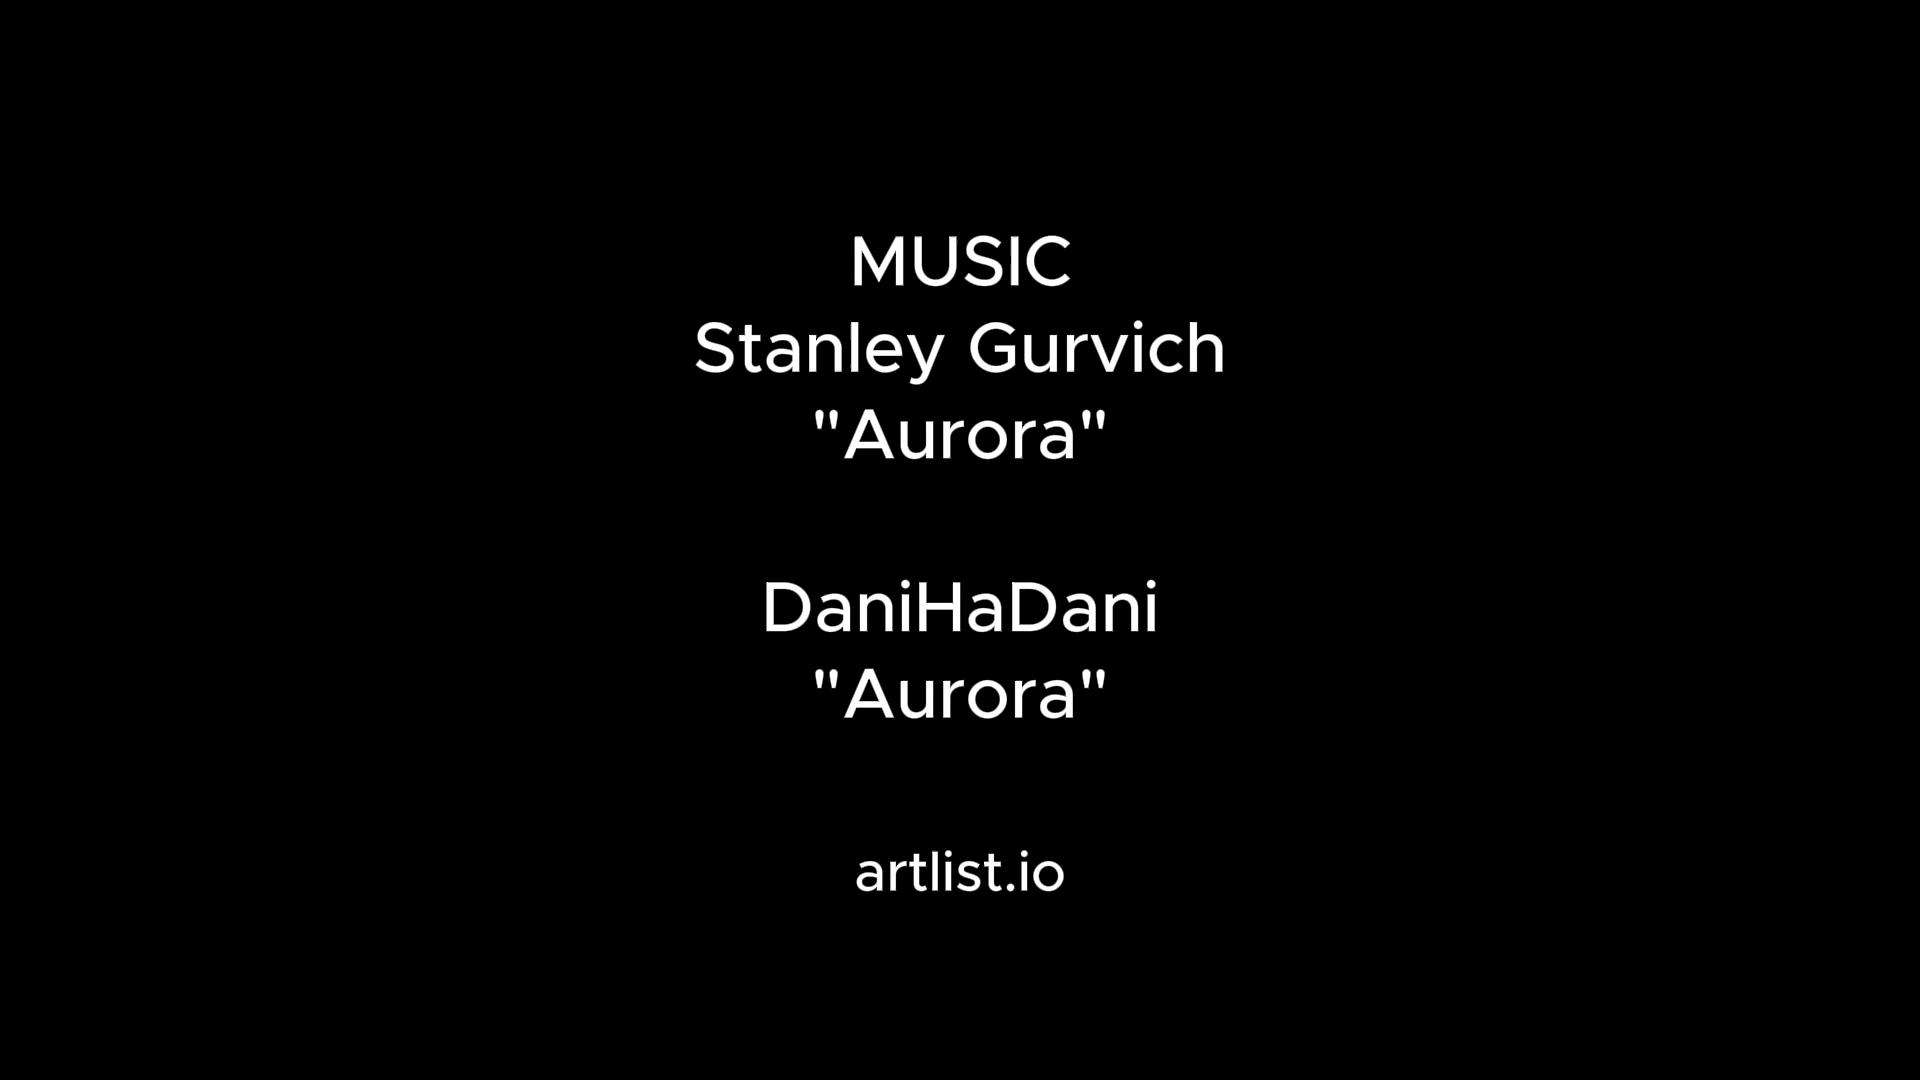 MUSIC
Stanley Gurvich
"Aurora"
DaniHaDani
"Aurora"
artlist.io